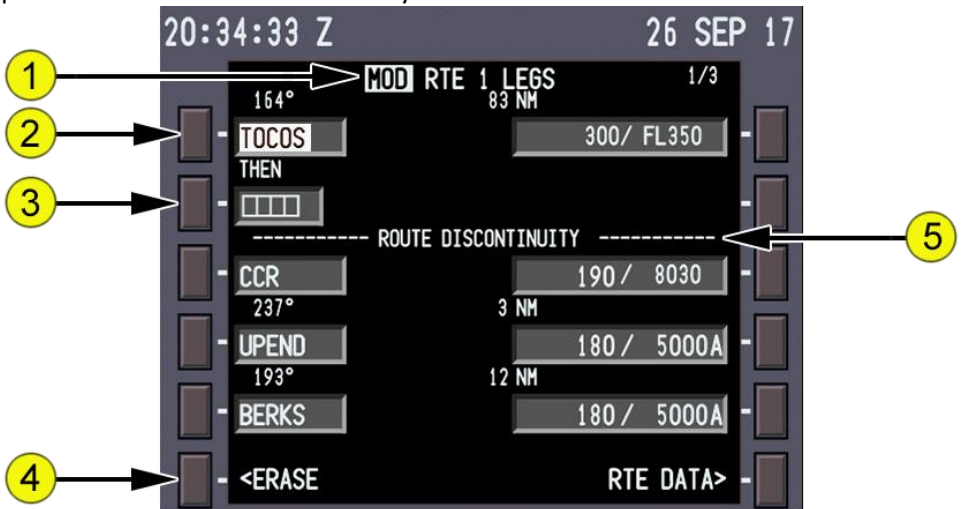 20:34:33 Z 26 SEP 17
1 MOD RTE 1 LEGS 1/3
164° 83 NM
2 TOCOS 300/ FL350
THEN
3 □□□□
----------- ROUTE DISCONTINUITY ----------- 5
CCR 190/ 8030
237° 3 NM
UPEND 180/ 5000A
193° 12 NM
BERKS 180/ 5000A
4 <ERASE RTE DATA>